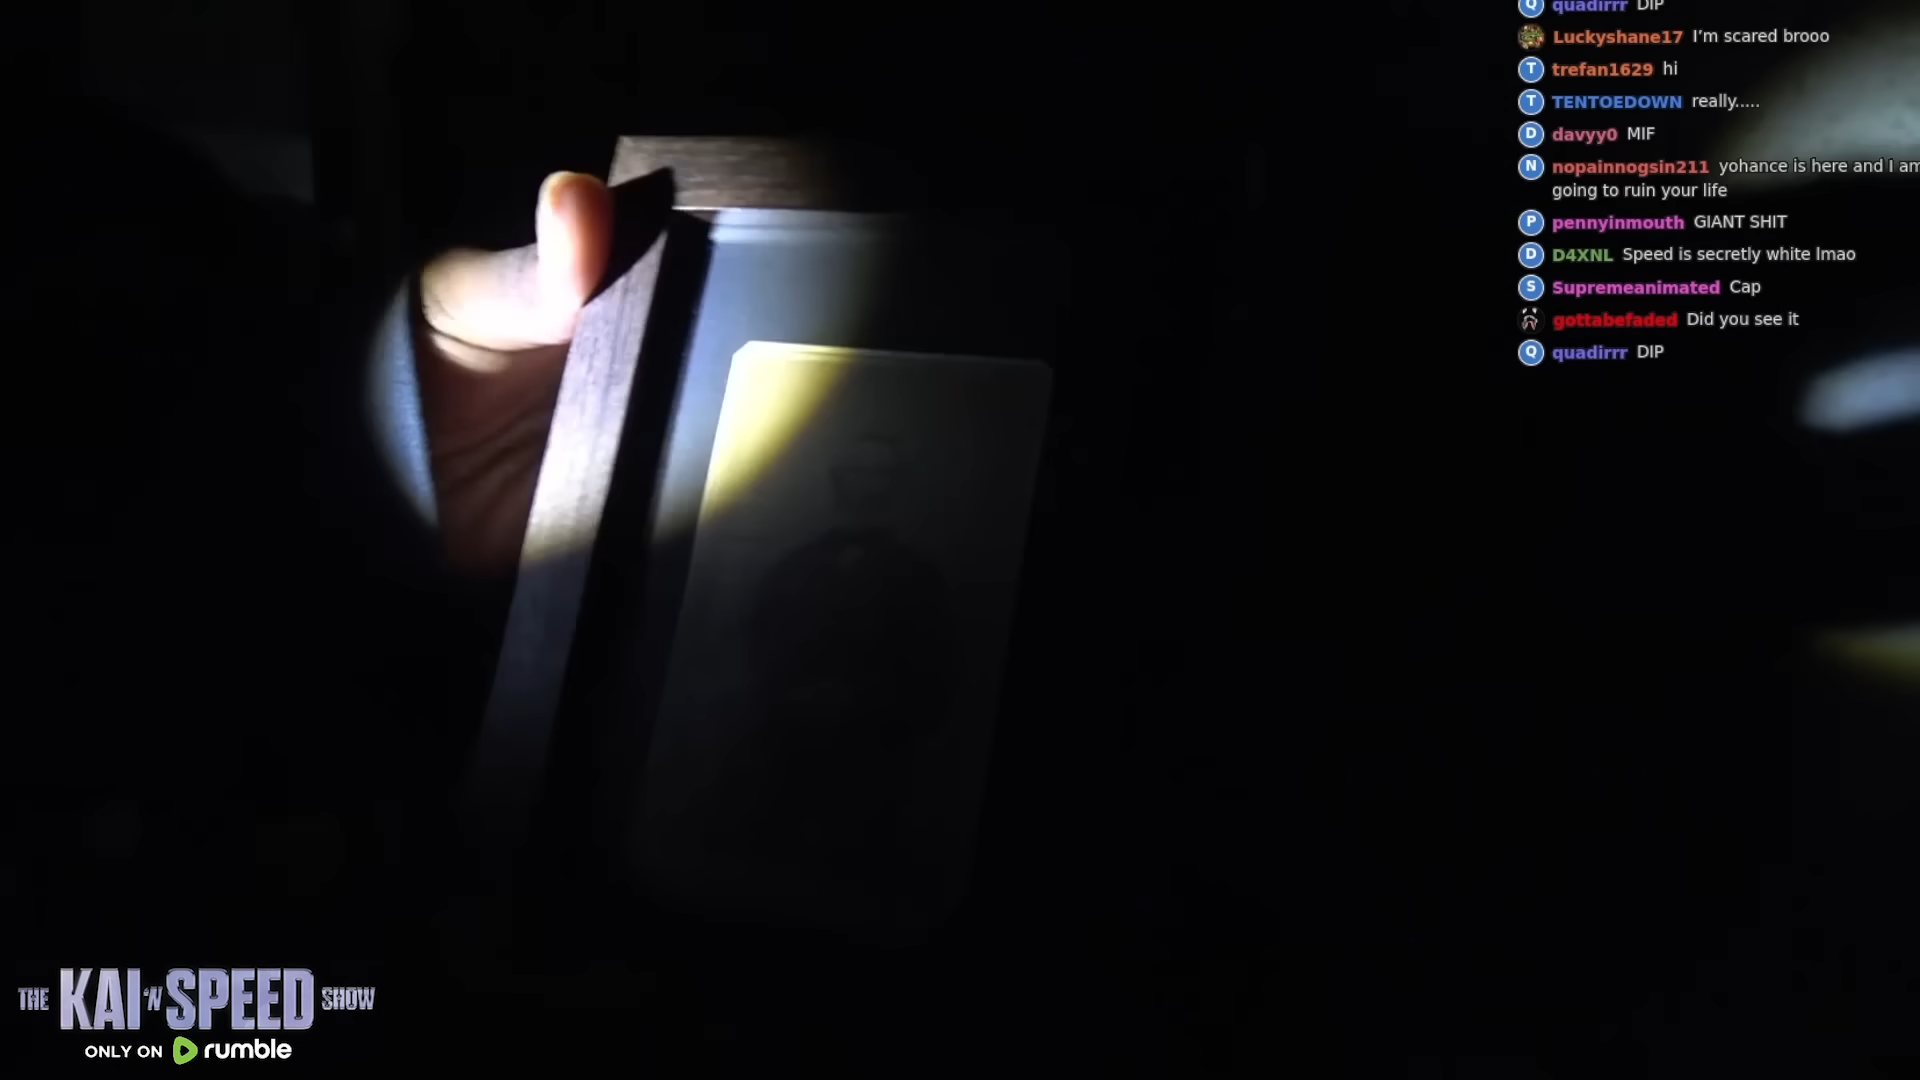 quadirrr DIP
Luckyshane17 I’m scared brooo
trefan1629 hi
TENTOEDOWN really.....
davyy0 MIF
nopainnogsin211 yohance is here and I am
going to ruin your life
pennyinmouth GIANT SHIT
D4XNL Speed is secretly white lmao
Supremeanimated Cap
gottabefaded Did you see it
quadirrr DIP
THE KAI 'N SPEED SHOW
ONLY ON rumble